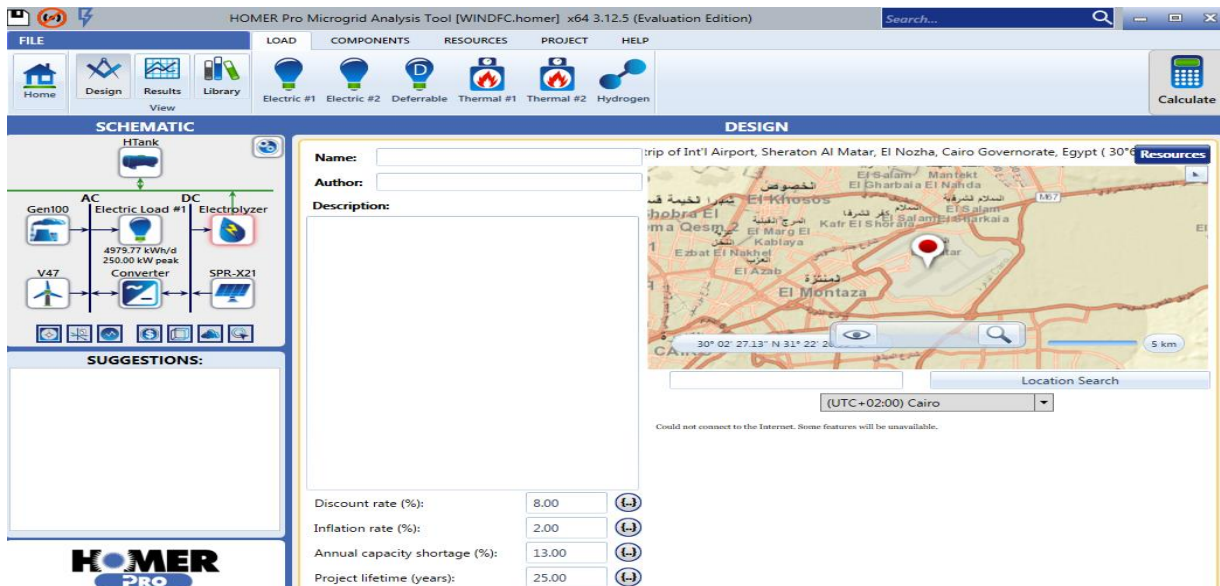 HOMER Pro Microgrid Analysis Tool [WINDFC.homer] x64 3.12.5 (Evaluation Edition)
Search...
FILE
LOAD COMPONENTS RESOURCES PROJECT HELP
Home
Design
Results
Library
View
Electric #1 Electric #2 Deferrable Thermal #1 Thermal #2 Hydrogen
Calculate
SCHEMATIC
HTank
AC DC
Gen100 Electric Load #1 Electrolyzer
4979.77 kWh/d
250.00 kW peak
V47 Converter SPR-X21
SUGGESTIONS:
HOMER
PRO
DESIGN
Name:
Author:
Description:
Discount rate (%): 8.00 {..}
Inflation rate (%): 2.00 {..}
Annual capacity shortage (%): 13.00 {..}
Project lifetime (years): 25.00 {..}
trip of Int'l Airport, Sheraton Al Matar, El Nozha, Cairo Governorate, Egypt ( 30°
Resources
El Salam Mantekt
El Gharbaia El Nahda
الخصوص
El Khosos
M67
السلام الشرقية
El Salam
hobra El
ma Qesm 2
El Marg El
Kablaya
Kafr El Shorafa
Ezbat El Nakhel
El Azab
المنتزة
El Montaza
30° 02' 27.13" N 31° 22'
5 km
Location Search
(UTC+02:00) Cairo
Could not connect to the Internet. Some features will be unavailable.